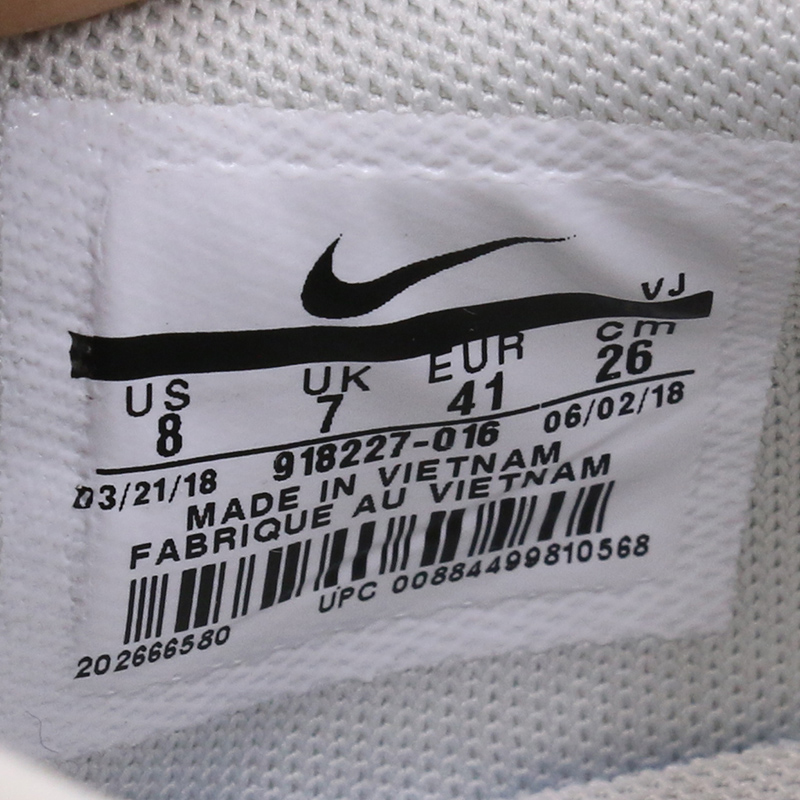 VJ
US UK EUR cm
8 7 41 26
03/21/18 918227-016 06/02/18
MADE IN VIETNAM
FABRIQUE AU VIETNAM
UPC 00884499810568
202666580